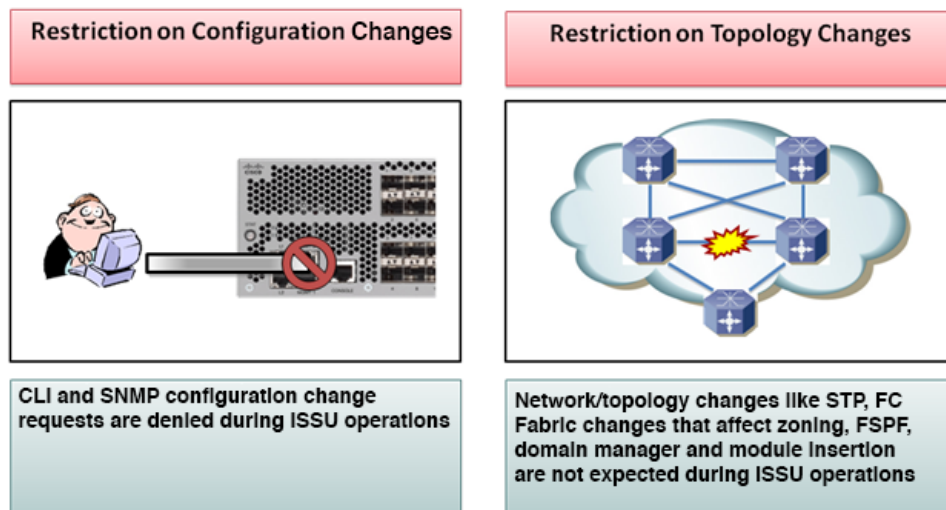 Restriction on Configuration Changes
Restriction on Topology Changes
CISCO
CONSOLE
CLI and SNMP configuration change
requests are denied during ISSU operations
Network/topology changes like STP, FC
Fabric changes that affect zoning, FSPF,
domain manager and module insertion
are not expected during ISSU operations